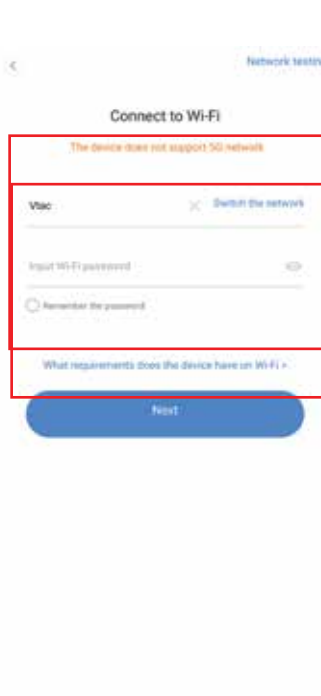 Network testin
Connect to Wi-Fi
The device does not support 5G network
Vtac Switch the network
Input Wi-Fi password
Remember the password
What requirements does the device have on Wi-Fi >
Next